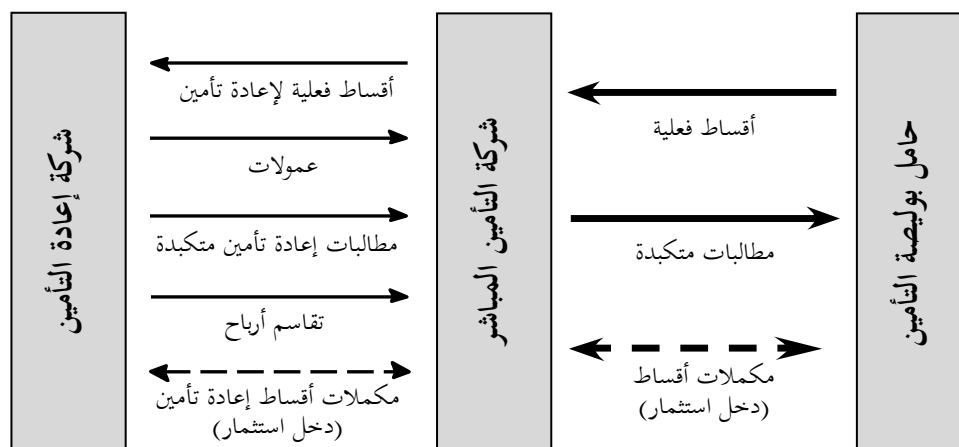 حامل بوليصة التأمين
أقساط فعلية
مطالبات متكبدة
مكملات أقساط
(دخل استثمار)
شركة التأمين المباشر
أقساط فعلية لإعادة تأمين
عمولات
مطالبات إعادة تأمين متكبدة
تقاسم أرباح
مكملات أقساط إعادة تأمين
(دخل استثمار)
شركة إعادة التأمين